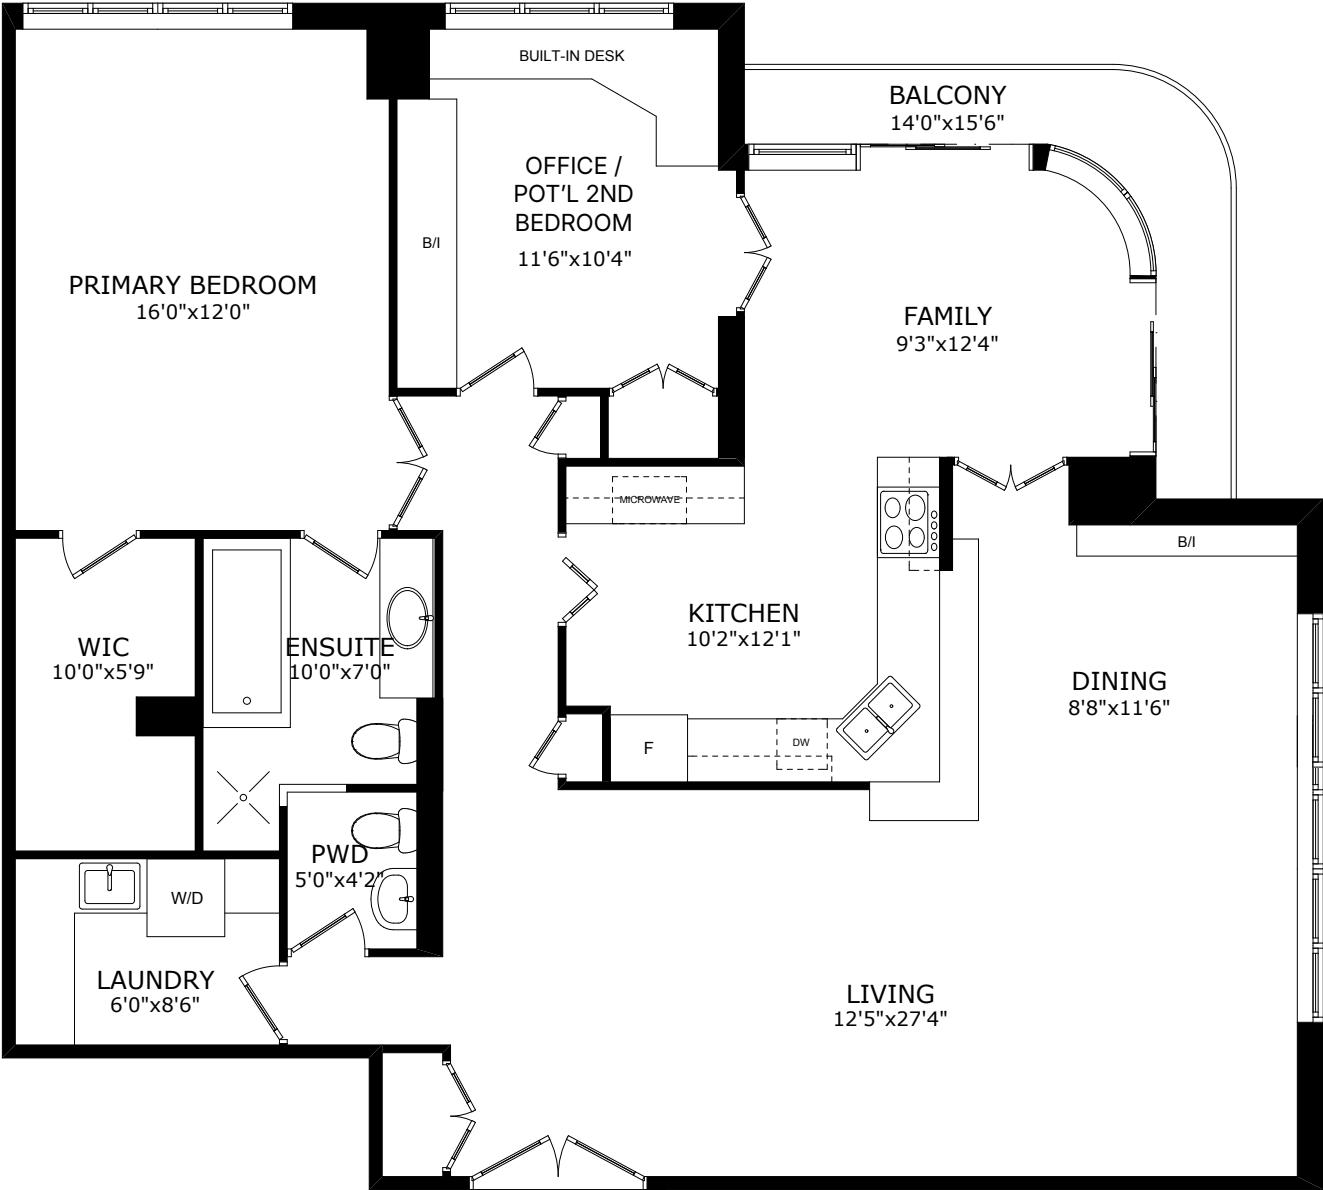 BUILT-IN DESK
BALCONY
14'0"x15'6"
OFFICE /
POT'L 2ND
BEDROOM
11'6"x10'4"
B/I
PRIMARY BEDROOM
16'0"x12'0"
FAMILY
9'3"x12'4"
MICROWAVE
B/I
KITCHEN
10'2"x12'1"
WIC
10'0"x5'9"
ENSUITE
10'0"x7'0"
DINING
8'8"x11'6"
F
DW
PWD
5'0"x4'2"
W/D
LAUNDRY
6'0"x8'6"
LIVING
12'5"x27'4"